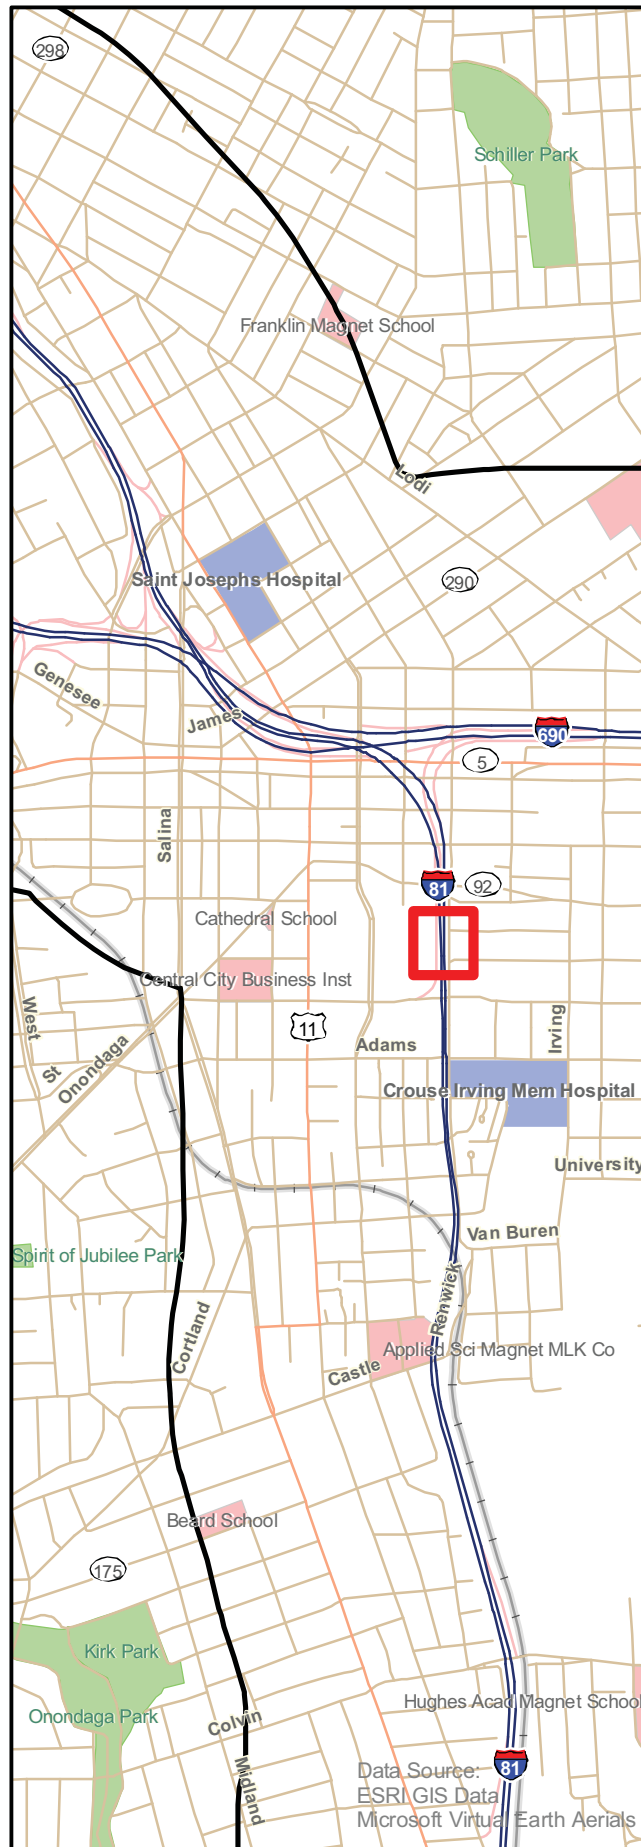 298
Schiller Park
Franklin Magnet School
Lodi
Saint Josephs Hospital
290
Genesee
James
690
5
Salina
81
92
Cathedral School
Central City Business Inst
West
St
Onondaga
11
Adams
Irving
Crouse Irving Mem Hospital
University
Van Buren
Spirit of Jubilee Park
Renwick
Cortland
Castle
Applied Sci Magnet MLK Co
Beard School
175
Kirk Park
Onondaga Park
Hughes Acad Magnet School
Colvin
Midland
81
Data Source:
ESRI GIS Data
Microsoft Virtual Earth Aerials